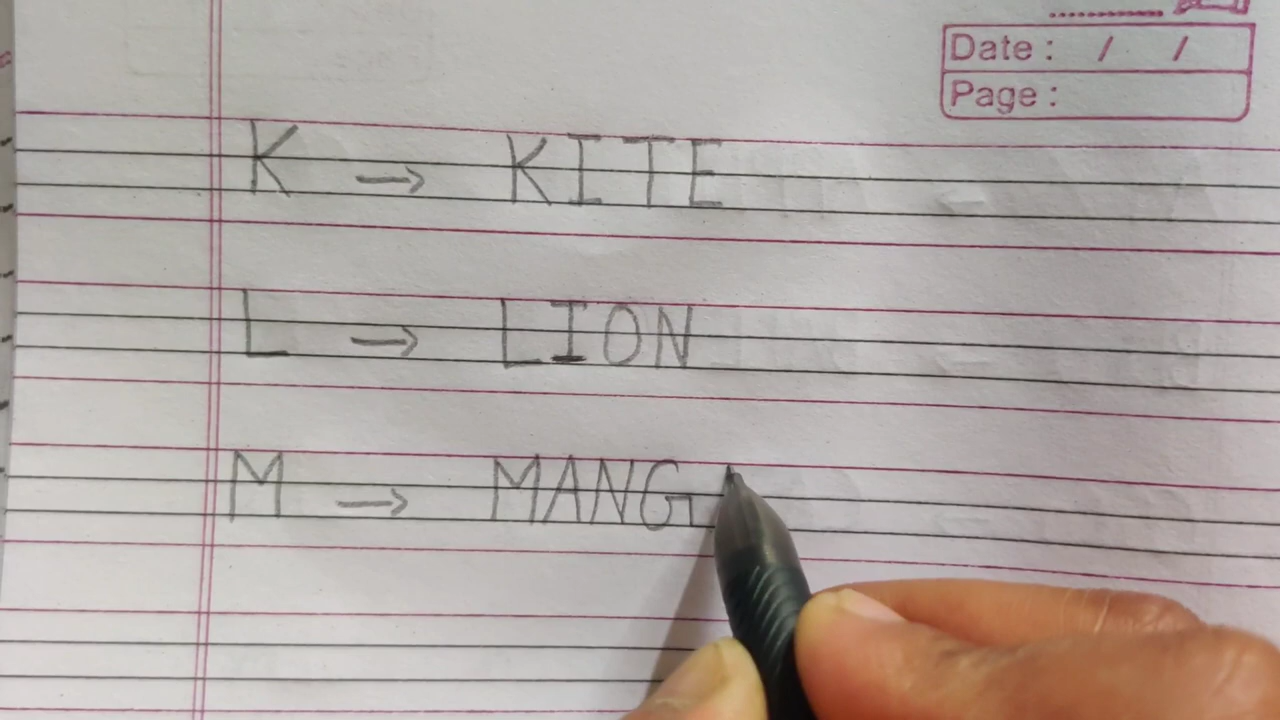 Date : / /
Page :
K → KITE
L → LION
M → MANG